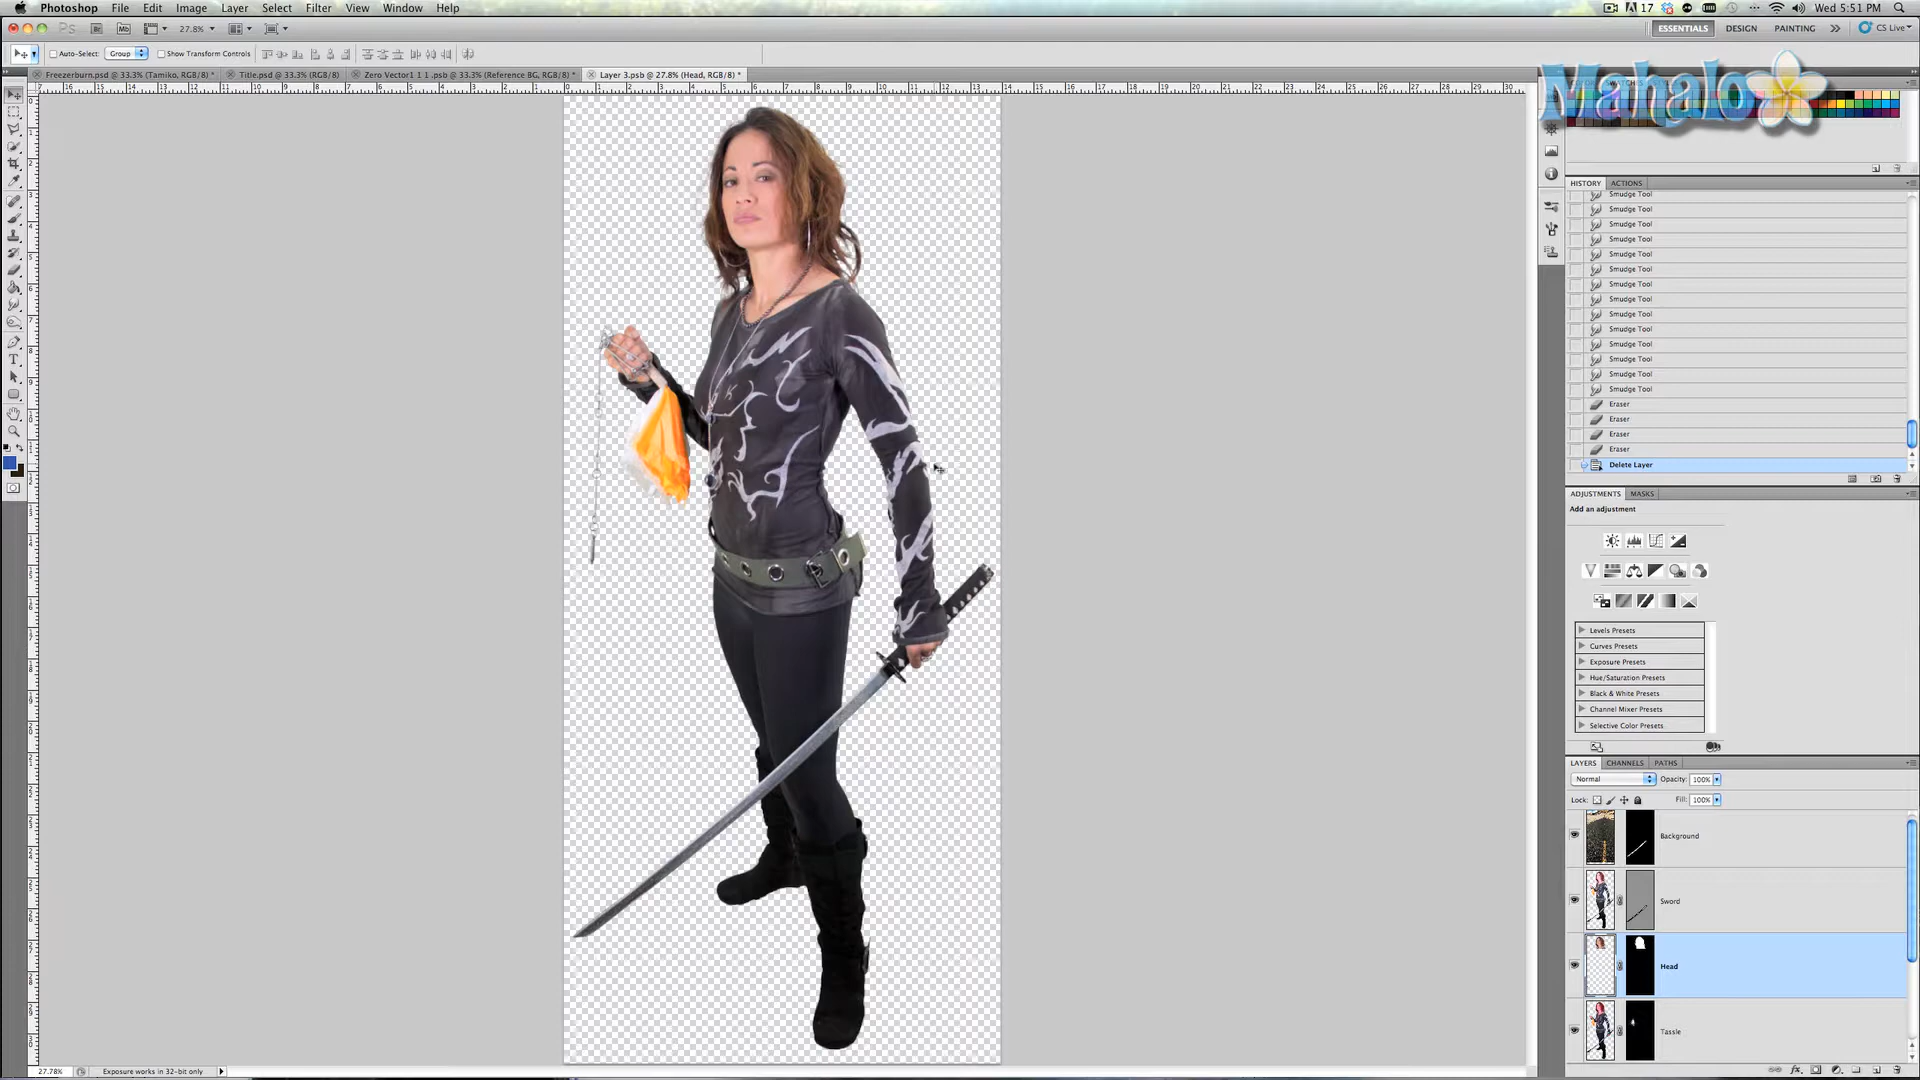 Photoshop File Edit Image Layer Select Filter View Window Help
17 Wed 5:51 PM
Ps Br Mb 27.8%
ESSENTIALS DESIGN PAINTING CS Live
Auto-Select: Group Show Transform Controls
Freezerburn.psd @ 33.3% (Tamiko, RGB/8) *
Title.psd @ 33.3% (RGB/8)
Zero Vector1 1 1 .psb @ 33.3% (Reference BG, RGB/8) *
Layer 3.psb @ 27.8% (Head, RGB/8) *
Mahalo
HISTORY ACTIONS
Smudge Tool
Smudge Tool
Smudge Tool
Smudge Tool
Smudge Tool
Smudge Tool
Smudge Tool
Smudge Tool
Smudge Tool
Smudge Tool
Smudge Tool
Smudge Tool
Smudge Tool
Smudge Tool
Eraser
Eraser
Eraser
Eraser
Delete Layer
ADJUSTMENTS MASKS
Add an adjustment
Levels Presets
Curves Presets
Exposure Presets
Hue/Saturation Presets
Black & White Presets
Channel Mixer Presets
Selective Color Presets
LAYERS CHANNELS PATHS
Normal Opacity: 100%
Lock: Fill: 100%
Background
Sword
Head
Tassle
27.78% Exposure works in 32-bit only